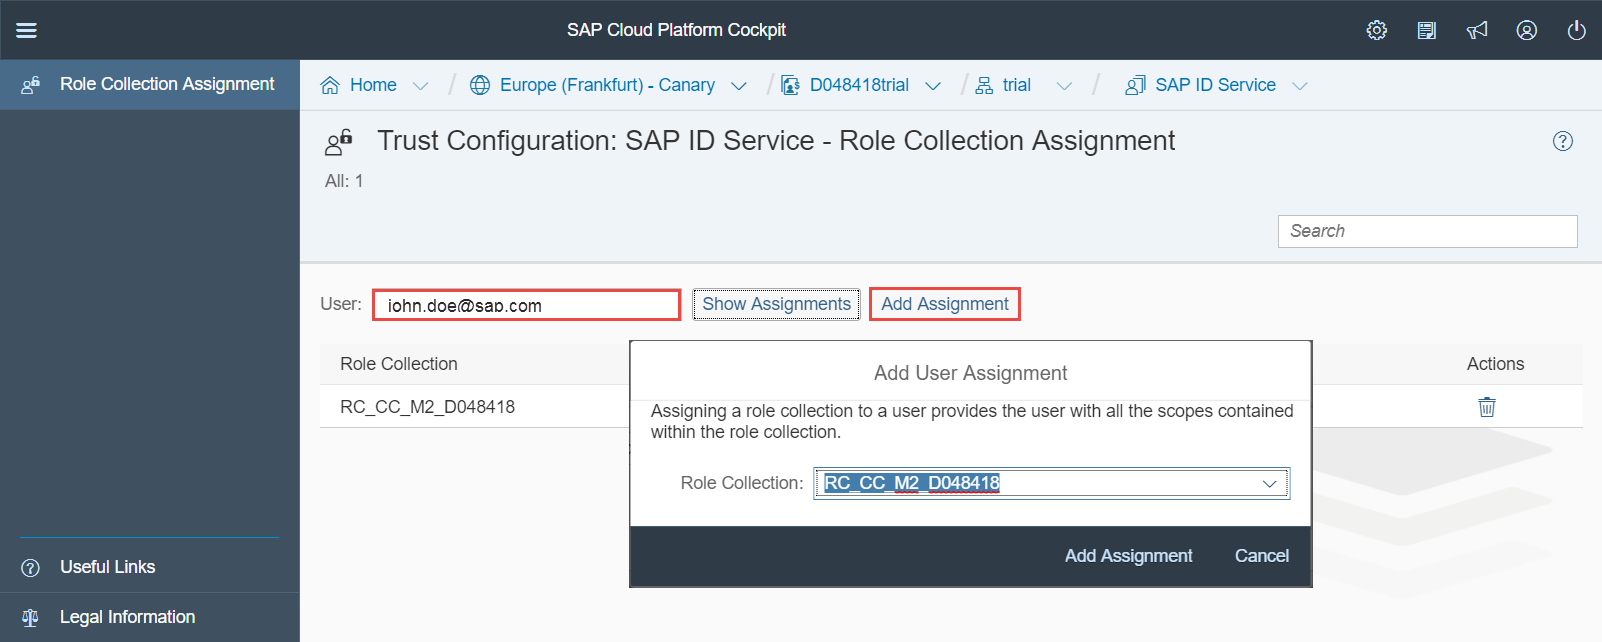 SAP Cloud Platform Cockpit
Role Collection Assignment
Home / Europe (Frankfurt) - Canary / D048418trial / trial / SAP ID Service
Trust Configuration: SAP ID Service - Role Collection Assignment
All: 1
Search
User: john.doe@sap.com Show Assignments Add Assignment
Role Collection Actions
RC_CC_M2_D048418
Add User Assignment
Assigning a role collection to a user provides the user with all the scopes contained
within the role collection.
Role Collection: RC_CC_M2_D048418
Add Assignment Cancel
Useful Links
Legal Information